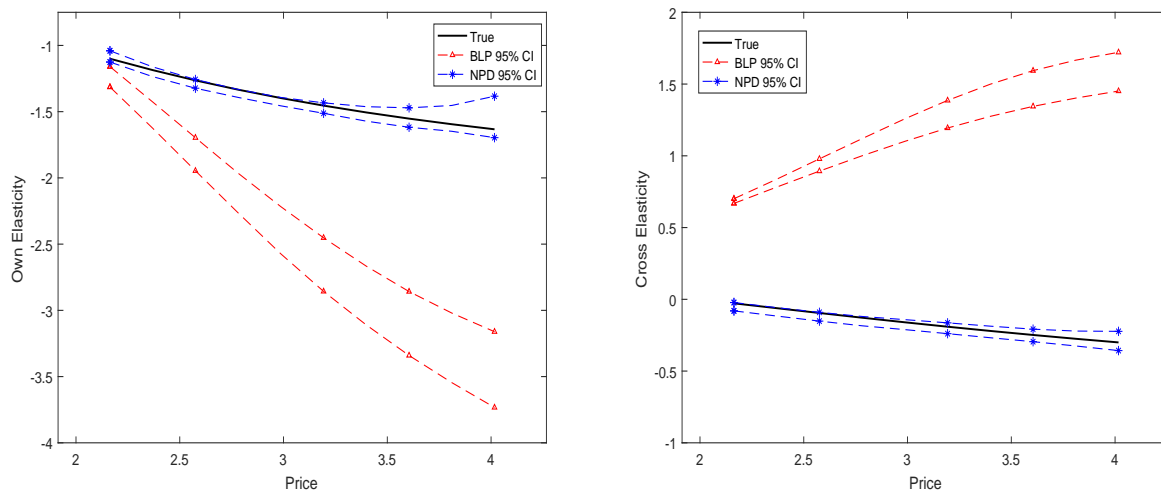 -1
-1.5
-2
-2.5
-3
-3.5
-4
Own Elasticity
2
2.5
3
3.5
4
Price
True
BLP 95% CI
NPD 95% CI
2
1.5
1
0.5
0
-0.5
-1
Cross Elasticity
2
2.5
3
3.5
4
Price
True
BLP 95% CI
NPD 95% CI